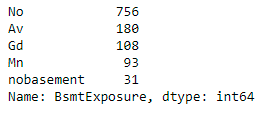 No 756
Av 180
Gd 108
Mn 93
nobasement 31
Name: BsmtExposure, dtype: int64